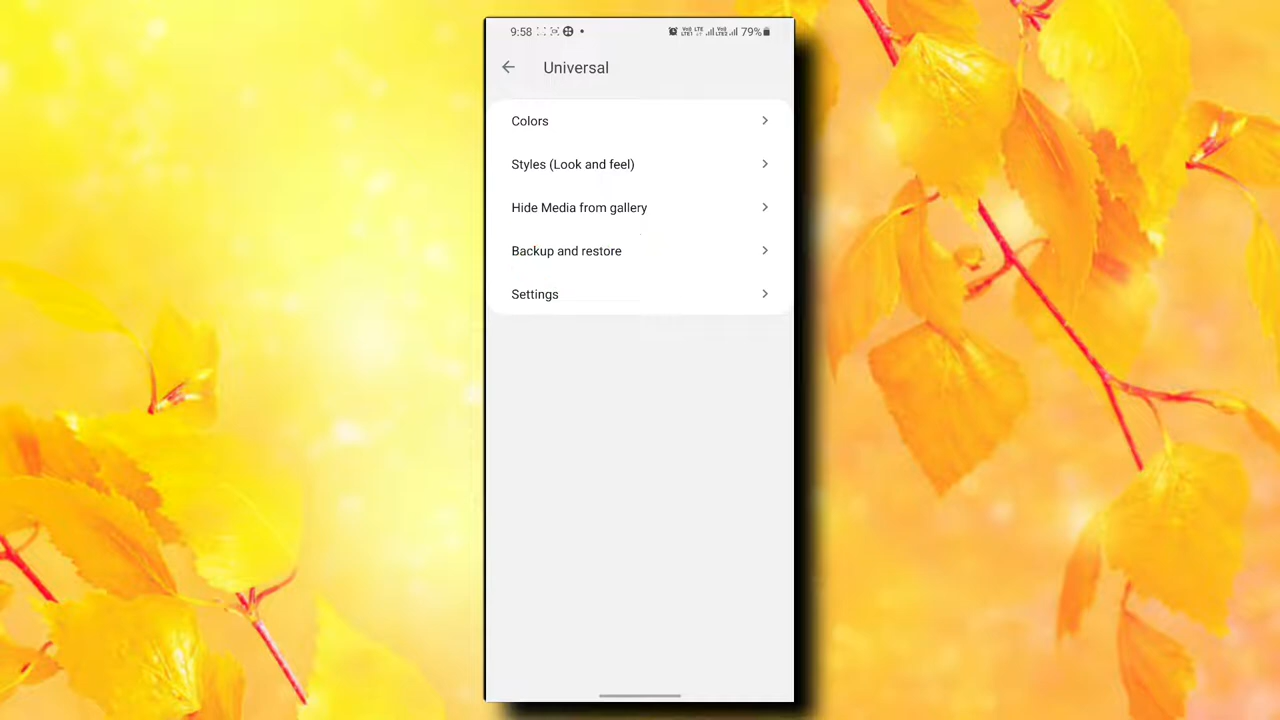 9:58 79%
Universal
Colors
Styles (Look and feel)
Hide Media from gallery
Backup and restore
Settings